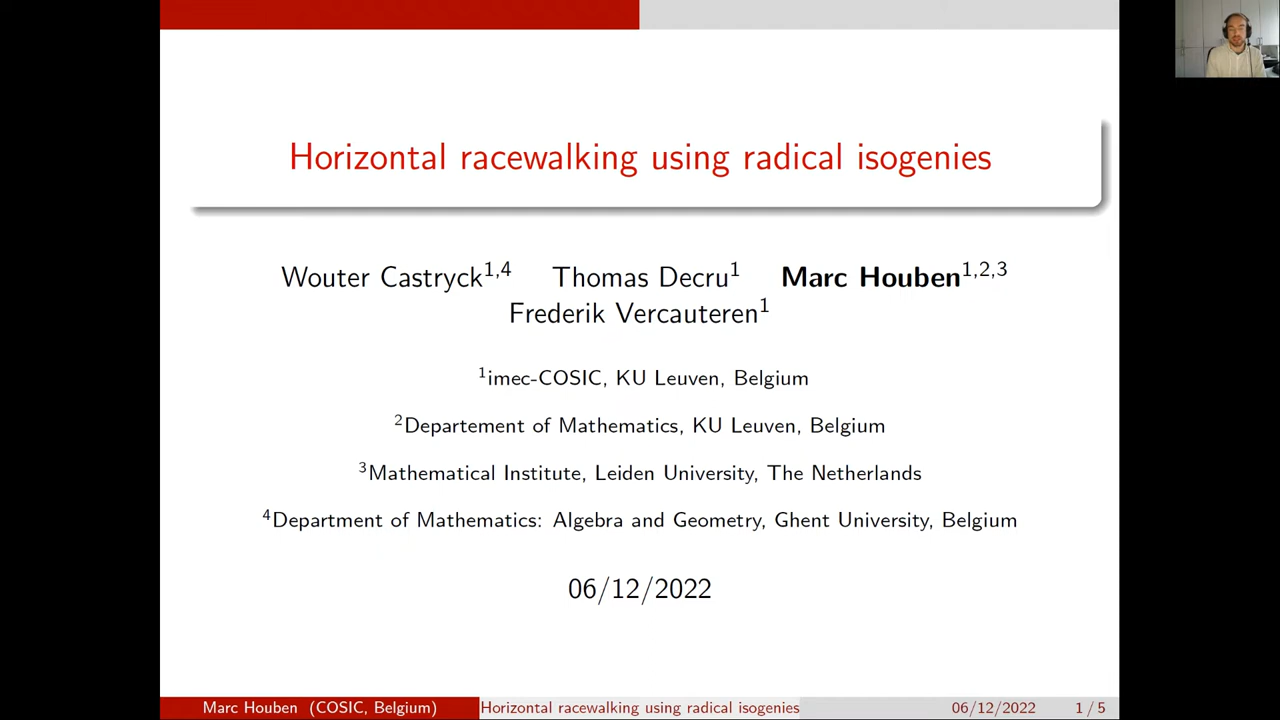 Horizontal racewalking using radical isogenies
Wouter Castryck1,4 Thomas Decru1 Marc Houben1,2,3
Frederik Vercauteren1
1imec-COSIC, KU Leuven, Belgium
2Departement of Mathematics, KU Leuven, Belgium
3Mathematical Institute, Leiden University, The Netherlands
4Department of Mathematics: Algebra and Geometry, Ghent University, Belgium
06/12/2022
Marc Houben (COSIC, Belgium) Horizontal racewalking using radical isogenies 06/12/2022 1 / 5